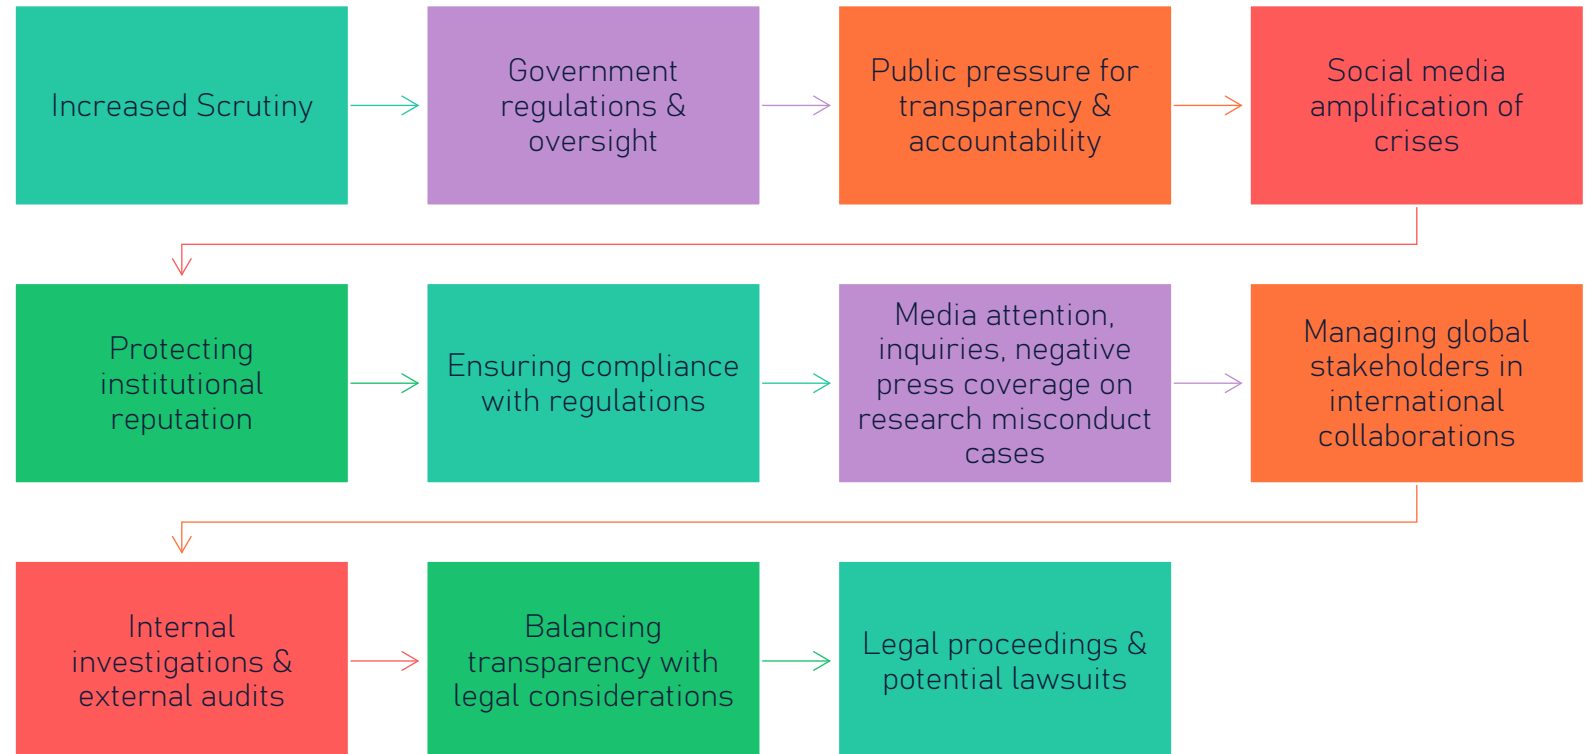 Increased Scrutiny
Government
regulations &
oversight
Public pressure for
transparency &
accountability
Social media
amplification of
crises
Protecting
institutional
reputation
Ensuring compliance
with regulations
Media attention,
inquiries, negative
press coverage on
research misconduct
cases
Managing global
stakeholders in
international
collaborations
Internal
investigations &
external audits
Balancing
transparency with
legal considerations
Legal proceedings &
potential lawsuits